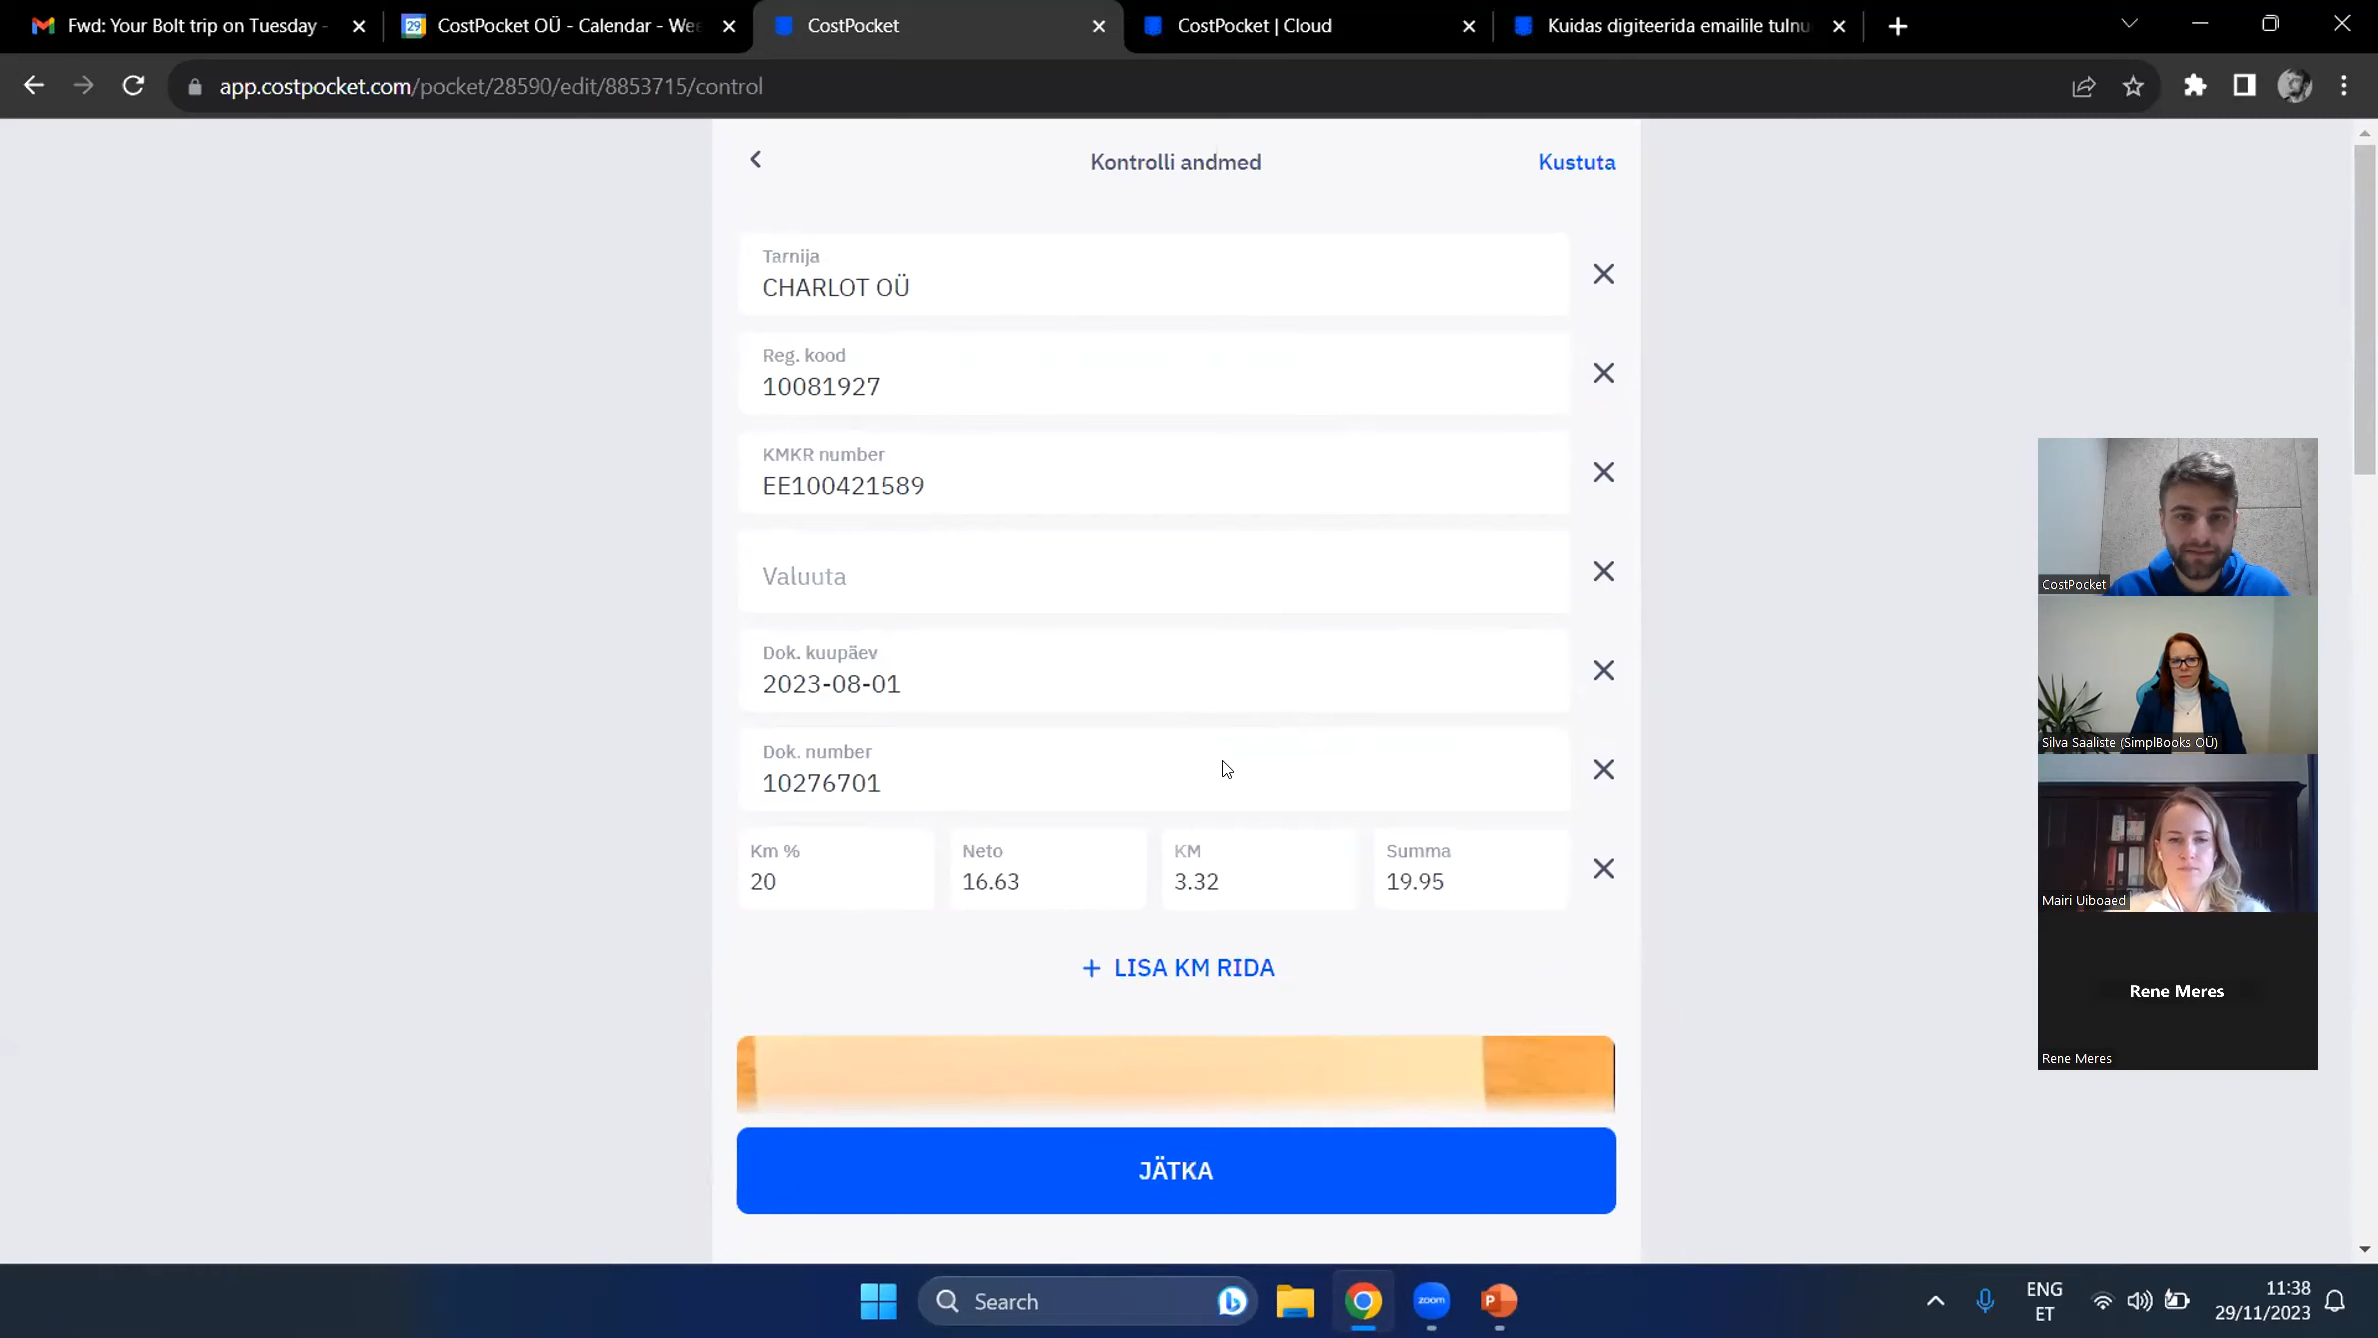 Fwd: Your Bolt trip on Tuesday -
29
CostPocket OÜ - Calendar - Wee
CostPocket
CostPocket | Cloud
Kuidas digiteerida emailile tulnu
app.costpocket.com/pocket/28590/edit/8853715/control
Kontrolli andmed
Kustuta
Tarnija
CHARLOT OÜ
Reg. kood
10081927
KMKR number
EE100421589
Valuuta
Dok. kuupäev
2023-08-01
Dok. number
10276701
Km % Neto KM Summa
20 16.63 3.32 19.95
+ LISA KM RIDA
JÄTKA
CostPocket
Silva Saaliste (SimplBooks OÜ)
Mairi Uiboaed
Rene Meres
Rene Meres
Search
zoom
P
ENG
ET
11:38
29/11/2023